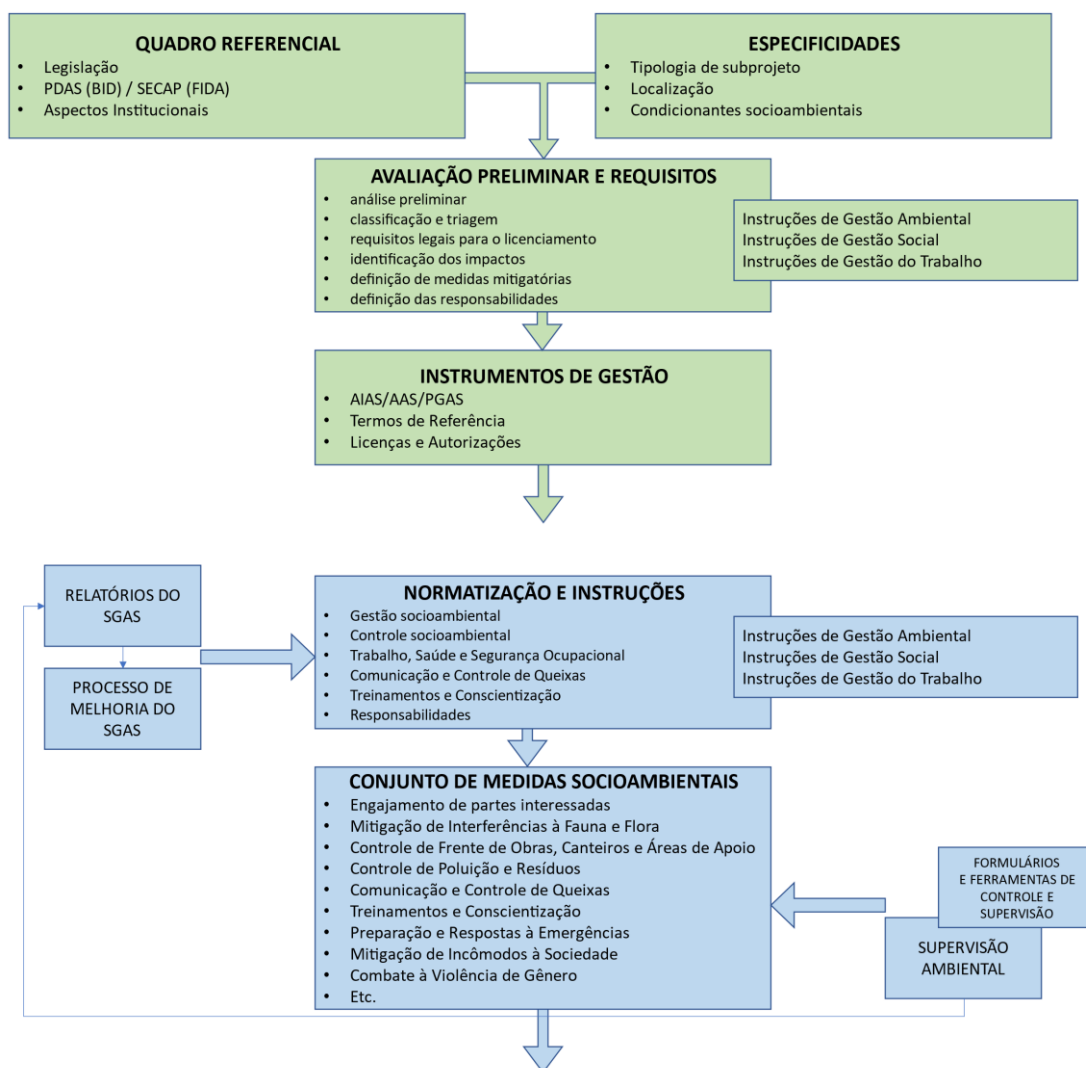 QUADRO REFERENCIAL
• Legislação
• PDAS (BID) / SECAP (FIDA)
• Aspectos Institucionais
ESPECIFICIDADES
• Tipologia de subprojeto
• Localização
• Condicionantes socioambientais
AVALIAÇÃO PRELIMINAR E REQUISITOS
• análise preliminar
• classificação e triagem
• requisitos legais para o licenciamento
• identificação dos impactos
• definição de medidas mitigatórias
• definição das responsabilidades
Instruções de Gestão Ambiental
Instruções de Gestão Social
Instruções de Gestão do Trabalho
INSTRUMENTOS DE GESTÃO
• AIAS/AAS/PGAS
• Termos de Referência
• Licenças e Autorizações
RELATÓRIOS DO
SGAS
PROCESSO DE
MELHORIA DO
SGAS
NORMATIZAÇÃO E INSTRUÇÕES
• Gestão socioambiental
• Controle socioambiental
• Trabalho, Saúde e Segurança Ocupacional
• Comunicação e Controle de Queixas
• Treinamentos e Conscientização
• Responsabilidades
Instruções de Gestão Ambiental
Instruções de Gestão Social
Instruções de Gestão do Trabalho
CONJUNTO DE MEDIDAS SOCIOAMBIENTAIS
• Engajamento de partes interessadas
• Mitigação de Interferências à Fauna e Flora
• Controle de Frente de Obras, Canteiros e Áreas de Apoio
• Controle de Poluição e Resíduos
• Comunicação e Controle de Queixas
• Treinamentos e Conscientização
• Preparação e Respostas à Emergências
• Mitigação de Incômodos à Sociedade
• Combate à Violência de Gênero
• Etc.
FORMULÁRIOS
E FERRAMENTAS DE
CONTROLE E
SUPERVISÃO
SUPERVISÃO
AMBIENTAL